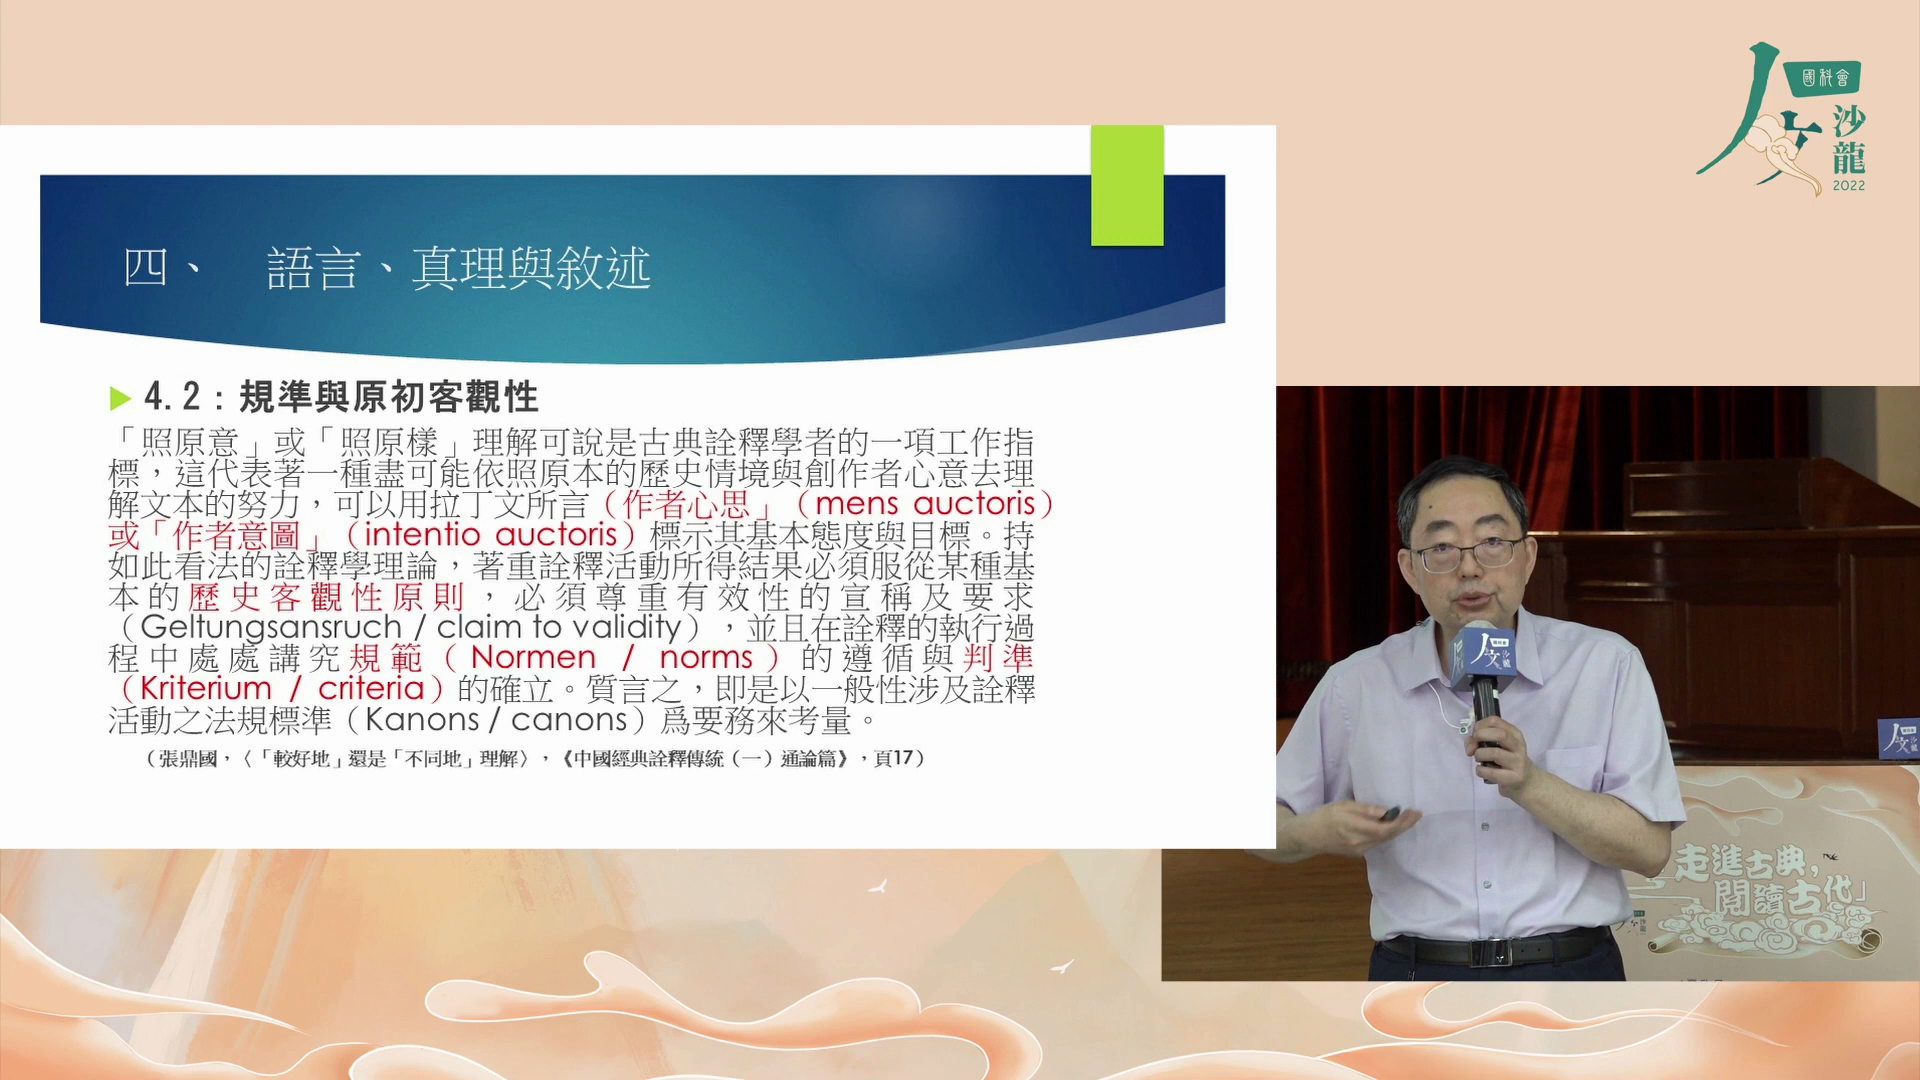 國科會
人文
沙龍
2022
四、 語言、真理與敘述
4.2：規準與原初客觀性
「照原意」或「照原樣」理解可說是古典詮釋學者的一項工作指
標，這代表著一種盡可能依照原本的歷史情境與創作者心意去理
解文本的努力，可以用拉丁文所言（作者心思」（mens auctoris）
或「作者意圖」（intentio auctoris）標示其基本態度與目標。持
如此看法的詮釋學理論，著重詮釋活動所得結果必須服從某種基
本的歷史客觀性原則，必須尊重有效性的宣稱及要求
（Geltungsansruch / claim to validity），並且在詮釋的執行過
程中處處講究規範（Normen / norms）的遵循與判準
（Kriterium / criteria）的確立。質言之，即是以一般性涉及詮釋
活動之法規標準（Kanons / canons）爲要務來考量。
（張鼎國，〈「較好地」還是「不同地」理解〉，《中國經典詮釋傳統（一）通論篇》，頁17）
人文
沙龍
走進古典，
閱讀古代」